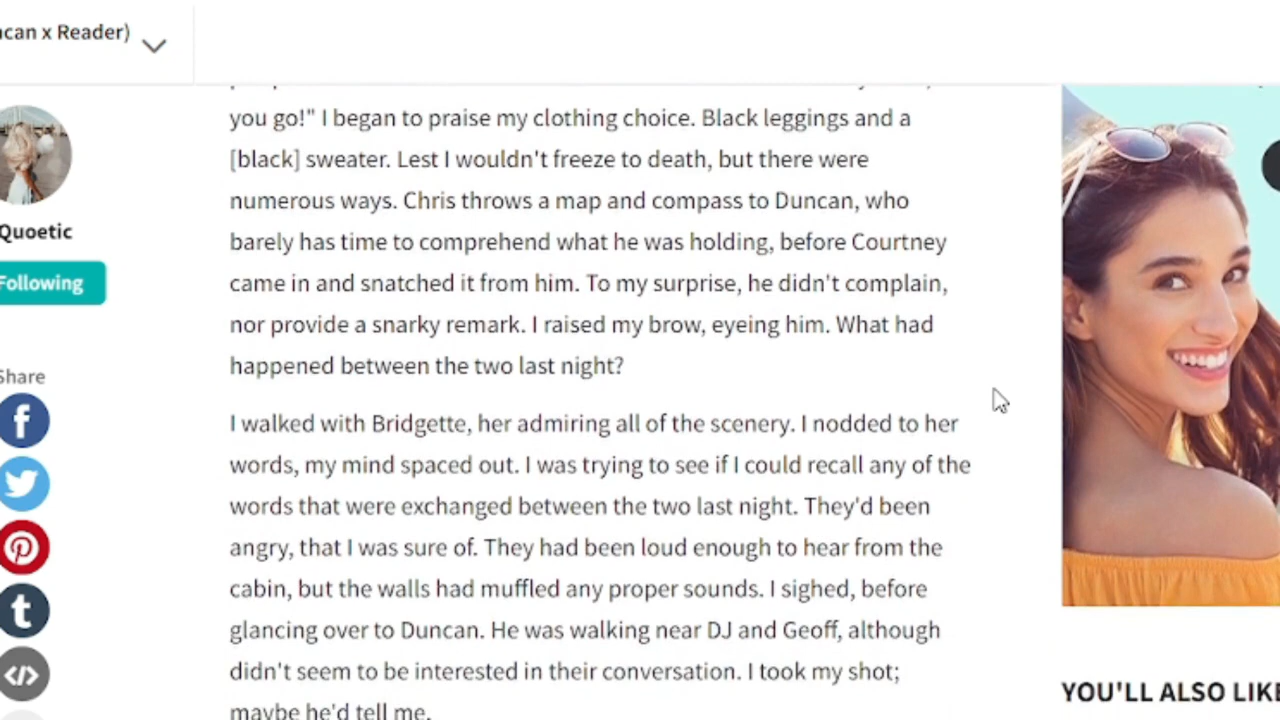 ncan x Reader)
you go!" I began to praise my clothing choice. Black leggings and a
[black] sweater. Lest I wouldn't freeze to death, but there were
numerous ways. Chris throws a map and compass to Duncan, who
barely has time to comprehend what he was holding, before Courtney
came in and snatched it from him. To my surprise, he didn't complain,
nor provide a snarky remark. I raised my brow, eyeing him. What had
happened between the two last night?
I walked with Bridgette, her admiring all of the scenery. I nodded to her
words, my mind spaced out. I was trying to see if I could recall any of the
words that were exchanged between the two last night. They'd been
angry, that I was sure of. They had been loud enough to hear from the
cabin, but the walls had muffled any proper sounds. I sighed, before
glancing over to Duncan. He was walking near DJ and Geoff, although
didn't seem to be interested in their conversation. I took my shot;
maybe he'd tell me.
Quoetic
Following
Share
YOU'LL ALSO LIKE